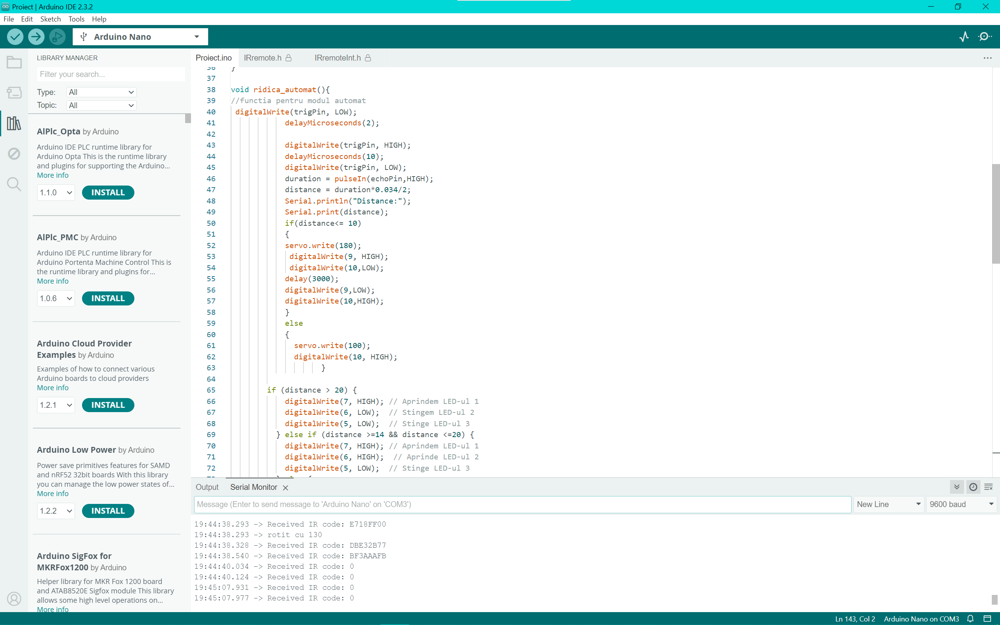 Proiect | Arduino IDE 2.3.2
File Edit Sketch Tools Help
Arduino Nano
LIBRARY MANAGER
Filter your search...
Type: All
Topic: All
AlPlc_Opta by Arduino
Arduino IDE PLC runtime library for
Arduino Opta This is the runtime library
and plugins for supporting the Arduino...
More info
1.1.0 INSTALL
AlPlc_PMC by Arduino
Arduino IDE PLC runtime library for
Arduino Portenta Machine Control This is
the runtime library and plugins for...
More info
1.0.6 INSTALL
Arduino Cloud Provider
Examples by Arduino
Examples of how to connect various
Arduino boards to cloud providers
More info
1.2.1 INSTALL
Arduino Low Power by Arduino
Power save primitives features for SAMD
and nRF52 32bit boards With this library
you can manage the low power states of...
More info
1.2.2 INSTALL
Arduino SigFox for
MKRFox1200 by Arduino
Helper library for MKR Fox 1200 board
and ATAB8520E Sigfox module This library
allows some high level operations on...
More info
Proiect.ino IRremote.h IRremoteInt.h
36 }
37
38 void ridica_automat(){
39 //functia pentru modul automat
40 digitalWrite(trigPin, LOW);
41 delayMicroseconds(2);
42
43 digitalWrite(trigPin, HIGH);
44 delayMicroseconds(10);
45 digitalWrite(trigPin, LOW);
46 duration = pulseIn(echoPin,HIGH);
47 distance = duration*0.034/2;
48 Serial.println("Distance:");
49 Serial.print(distance);
50 if(distance<= 10)
51 {
52 servo.write(180);
53 digitalWrite(9, HIGH);
54 digitalWrite(10,LOW);
55 delay(3000);
56 digitalWrite(9,LOW);
57 digitalWrite(10,HIGH);
58 }
59 else
60 {
61 servo.write(100);
62 digitalWrite(10, HIGH);
63 }
64
65 if (distance > 20) {
66 digitalWrite(7, HIGH); // Aprindem LED-ul 1
67 digitalWrite(6, LOW); // Stingem LED-ul 2
68 digitalWrite(5, LOW); // Stinge LED-ul 3
69 } else if (distance >=14 && distance <=20) {
70 digitalWrite(7, HIGH); // Aprindem LED-ul 1
71 digitalWrite(6, HIGH); // Aprinde LED-ul 2
72 digitalWrite(5, LOW); // Stinge LED-ul 3
Output Serial Monitor
Message (Enter to send message to 'Arduino Nano' on 'COM3')
New Line 9600 baud
19:44:38.293 -> Received IR code: E718FF00
19:44:38.293 -> rotit cu 130
19:44:38.328 -> Received IR code: DBE32B77
19:44:38.540 -> Received IR code: BF3AAAFB
19:44:40.034 -> Received IR code: 0
19:44:40.124 -> Received IR code: 0
19:45:07.931 -> Received IR code: 0
19:45:07.977 -> Received IR code: 0
Ln 143, Col 2 Arduino Nano on COM3